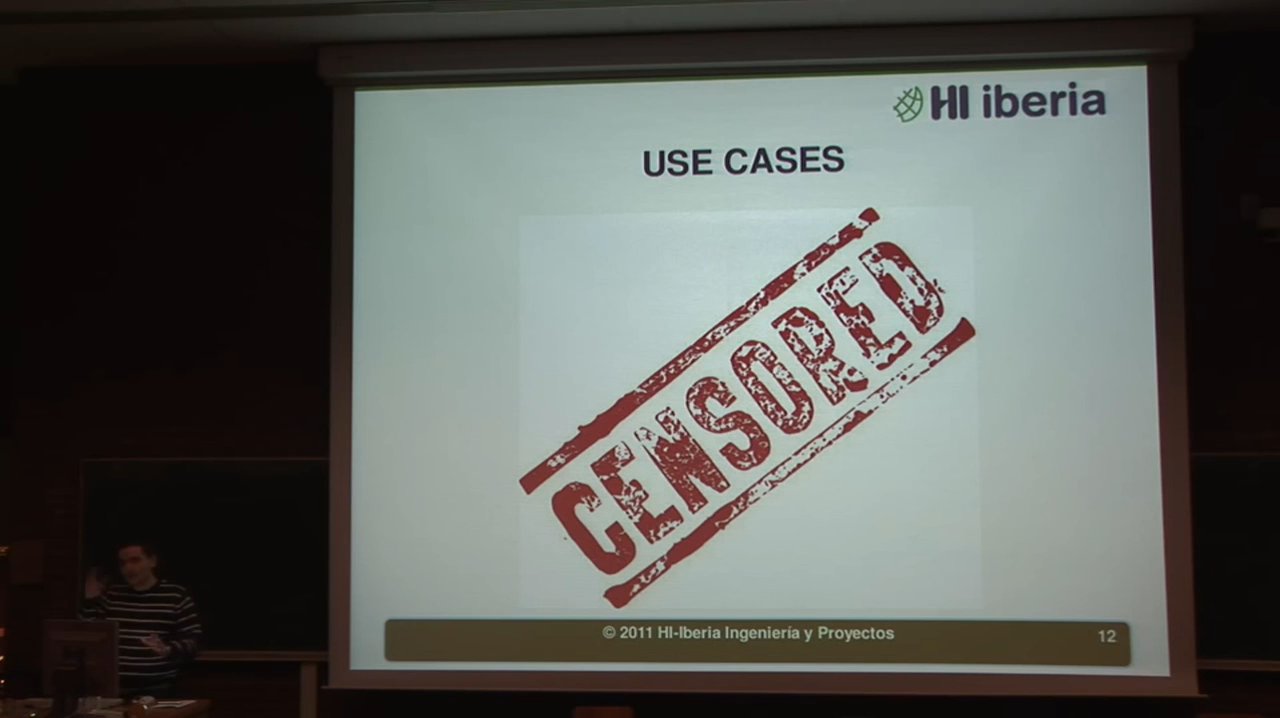 HI iberia
USE CASES
CENSORED
© 2011 HI-Iberia Ingeniería y Proyectos
12